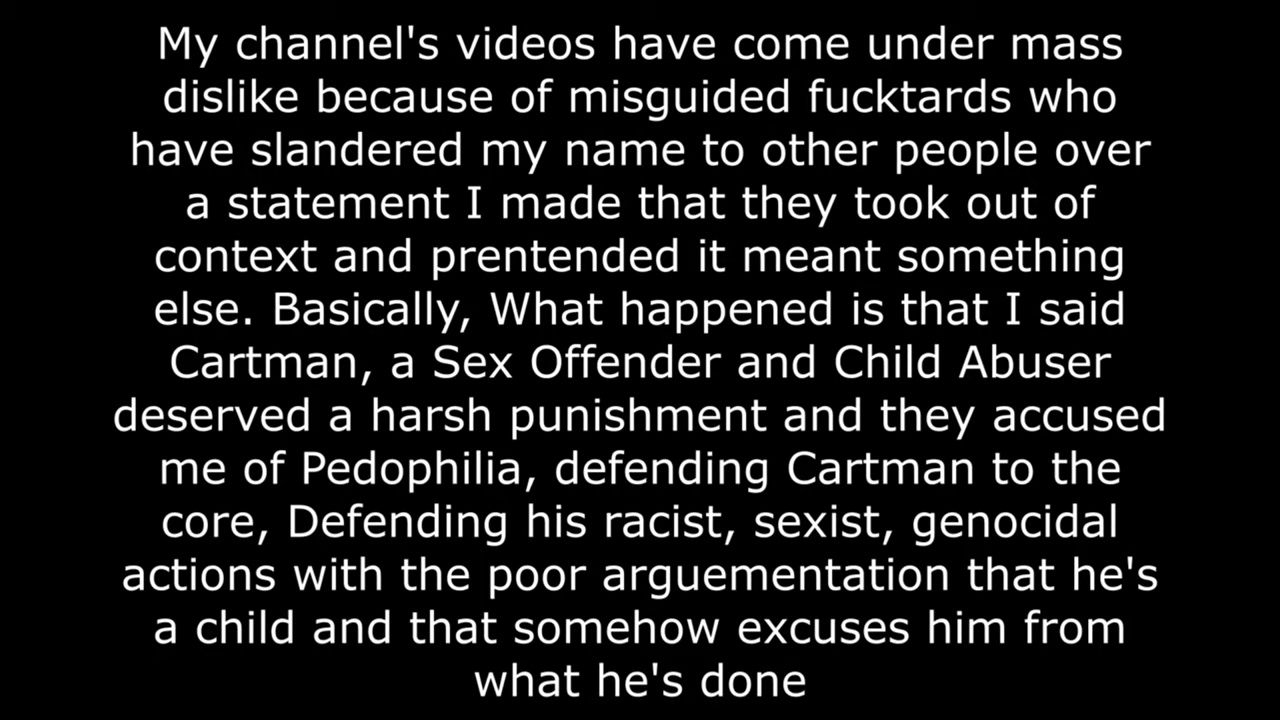 My channel's videos have come under mass
dislike because of misguided fucktards who
have slandered my name to other people over
a statement I made that they took out of
context and prentended it meant something
else. Basically, What happened is that I said
Cartman, a Sex Offender and Child Abuser
deserved a harsh punishment and they accused
me of Pedophilia, defending Cartman to the
core, Defending his racist, sexist, genocidal
actions with the poor arguementation that he's
a child and that somehow excuses him from
what he's done